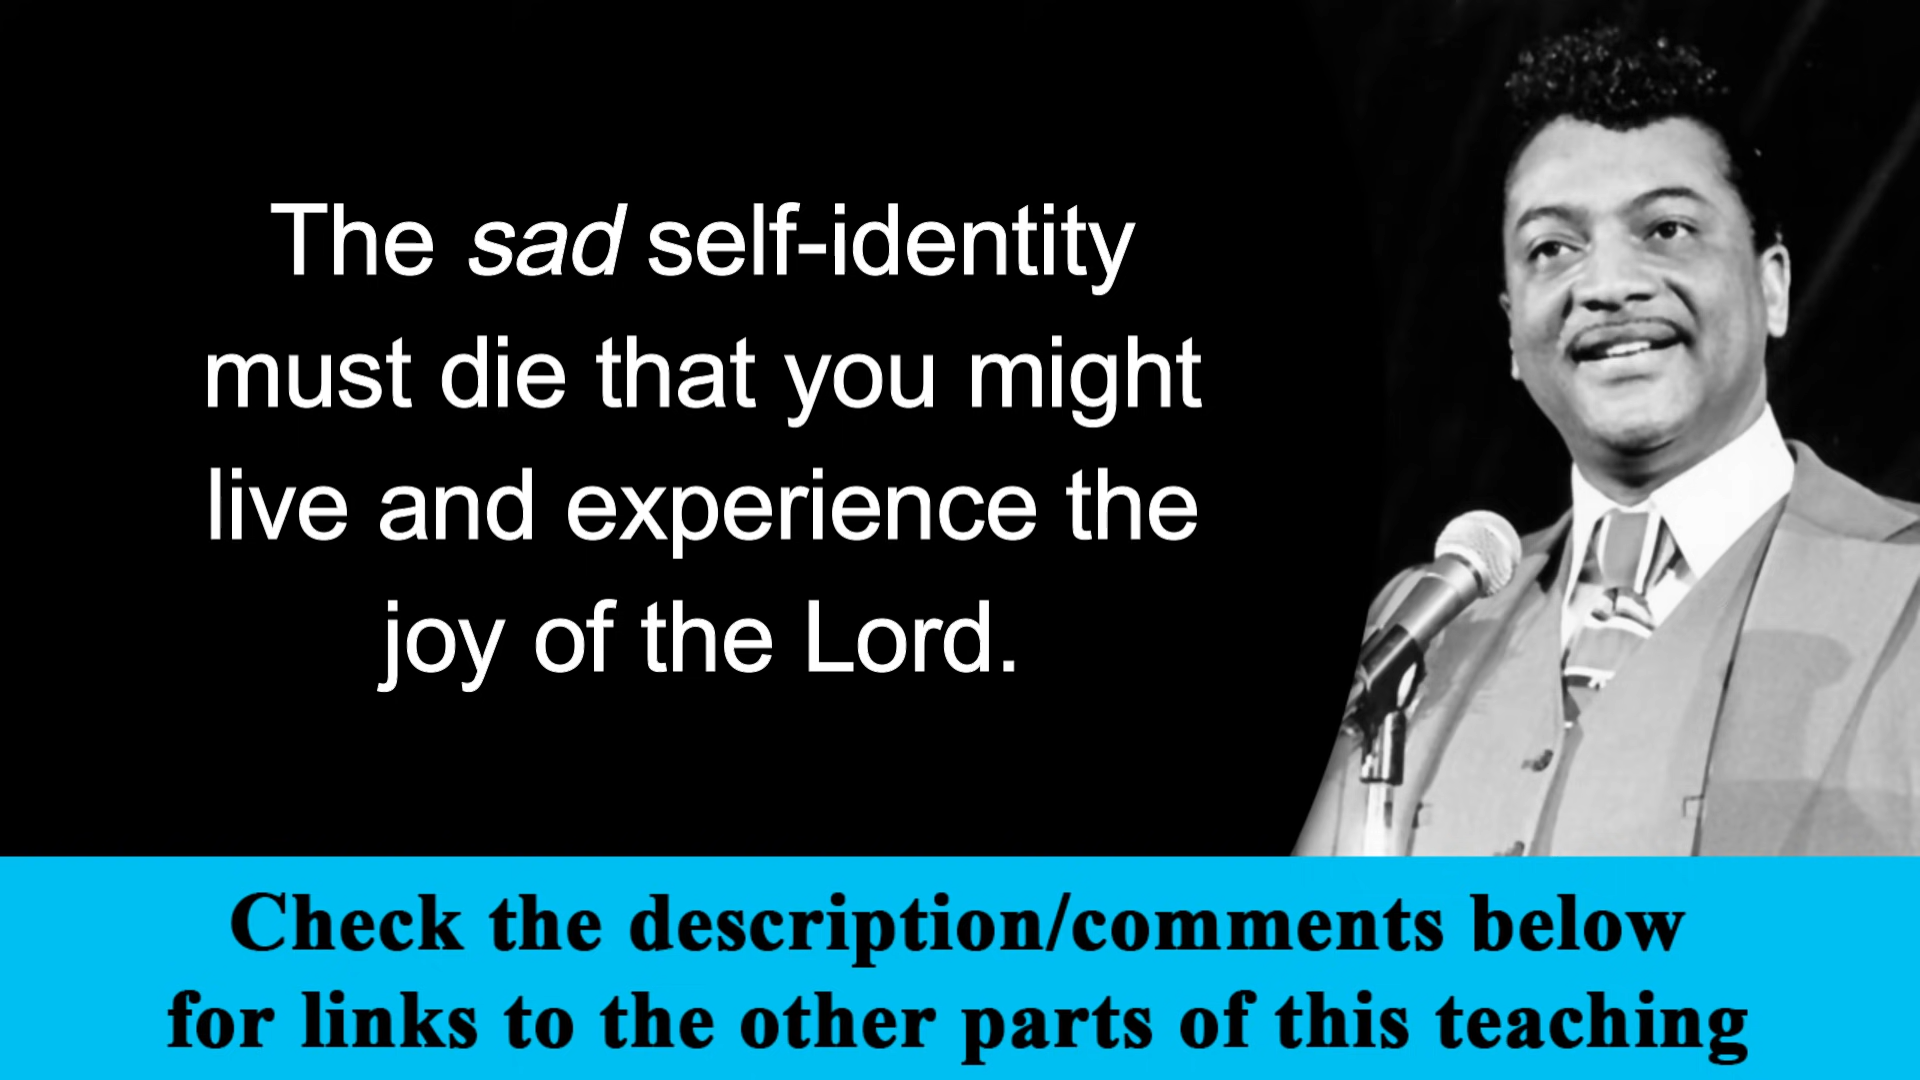 The sad self-identity
must die that you might
live and experience the
joy of the Lord.
Check the description/comments below
for links to the other parts of this teaching